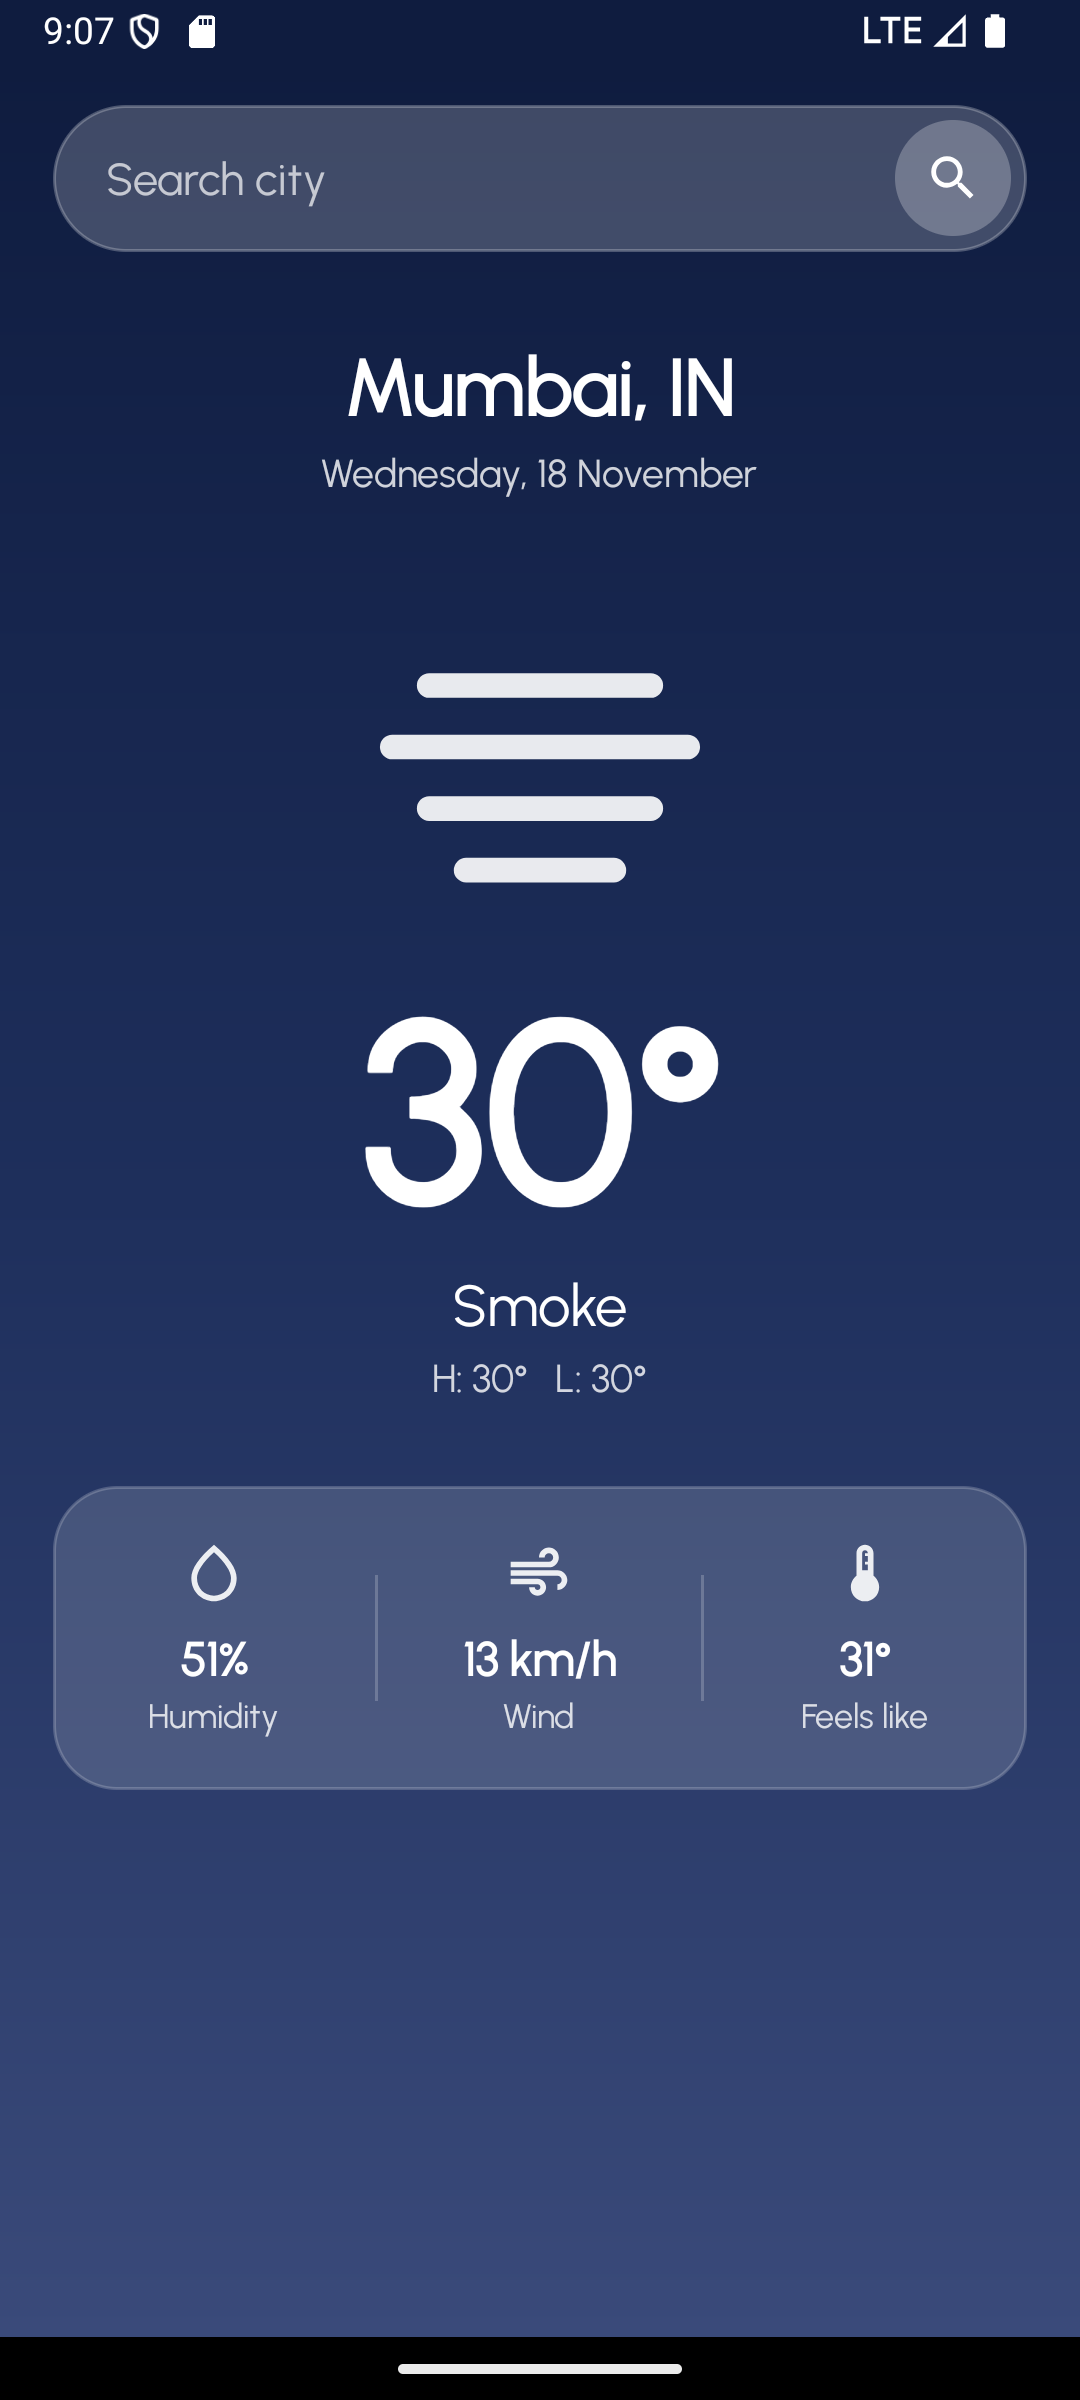 9:07 LTE
Search city
Mumbai, IN
Wednesday, 18 November
30°
Smoke
H: 30° L: 30°
51% 13 km/h 31°
Humidity Wind Feels like